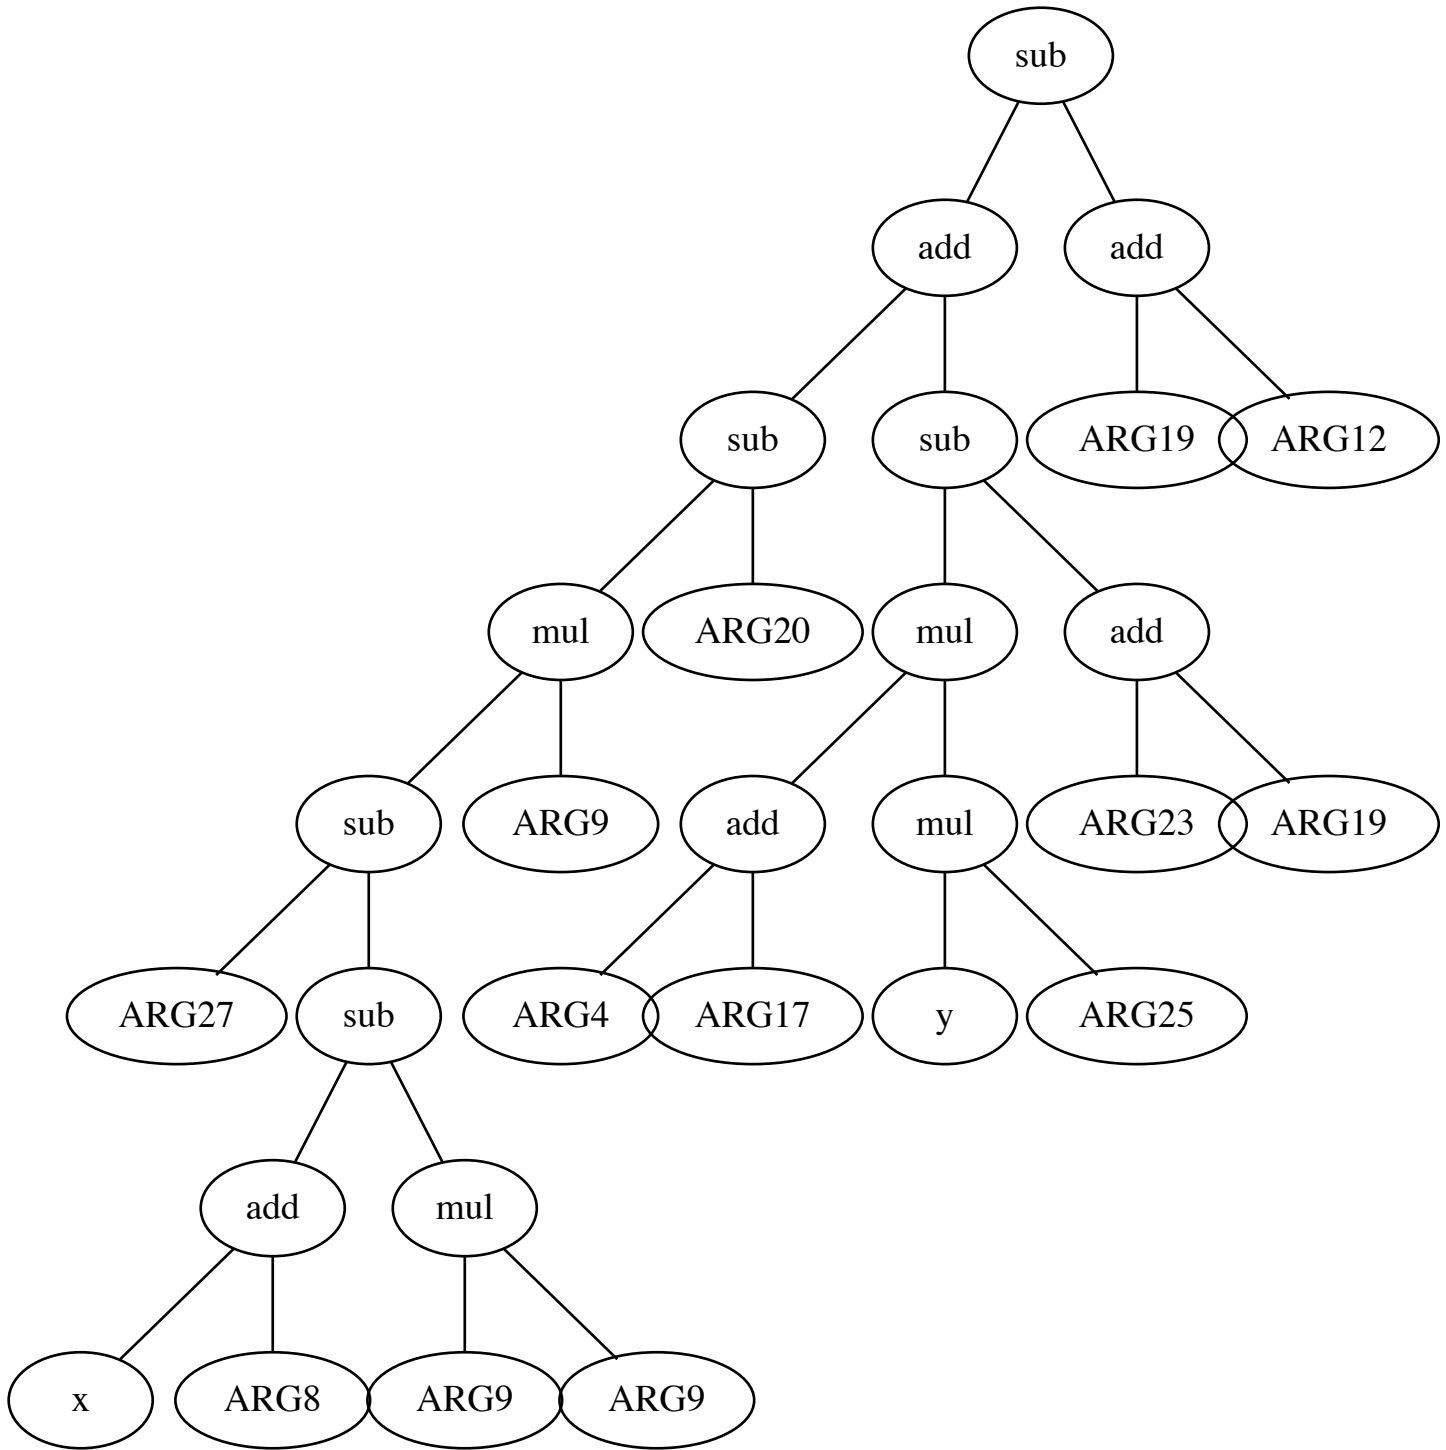 sub
add add
sub sub ARG19 ARG12
mul ARG20 mul add
sub ARG9 add mul ARG23 ARG19
ARG27 sub ARG4 ARG17 y ARG25
add mul
x ARG8 ARG9 ARG9